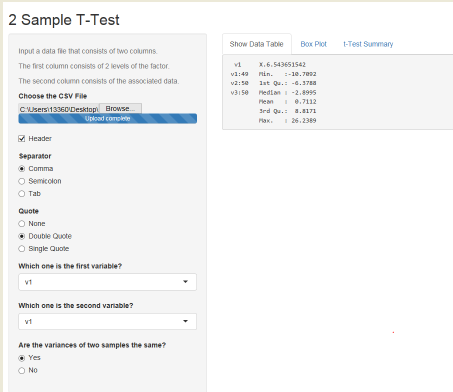 2 Sample T-Test
Input a data file that consists of two columns.
The first column consists of 2 levels of the factor.
The second column consists of the associated data.
Choose the CSV File
C:\Users\13360\Desktop\ Browse...
Upload complete
Header
Separator
Comma
Semicolon
Tab
Quote
None
Double Quote
Single Quote
Which one is the first variable?
v1
Which one is the second variable?
v1
Are the variances of two samples the same?
Yes
No
Show Data Table Box Plot t-Test Summary
v1 X.6.543651542
v1:49 Min. :-10.7092
v2:50 1st Qu.: -6.3788
v3:50 Median : -2.8995
Mean : 0.7112
3rd Qu.: 8.8171
Max. : 26.2389